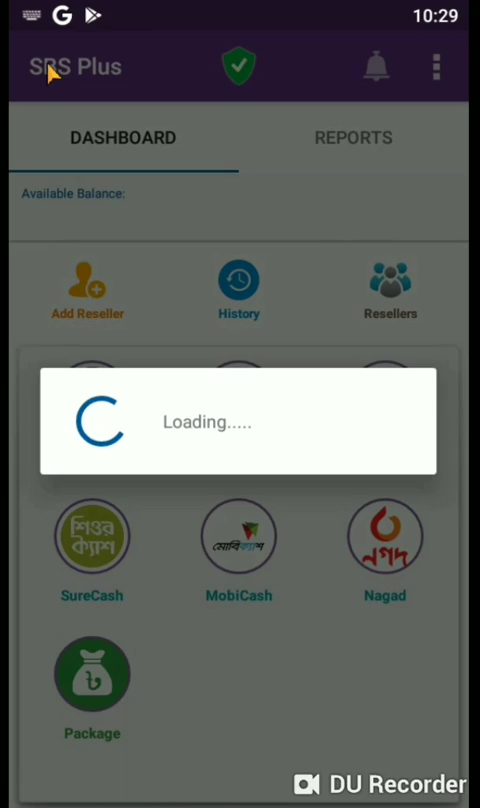 10:29
SBS Plus
DASHBOARD
REPORTS
Available Balance:
Add Reseller
History
Resellers
Loading.....
শিওর
ক্যাশ
মোবিক্যাশ
নগদ
SureCash
MobiCash
Nagad
৳
Package
DU Recorder